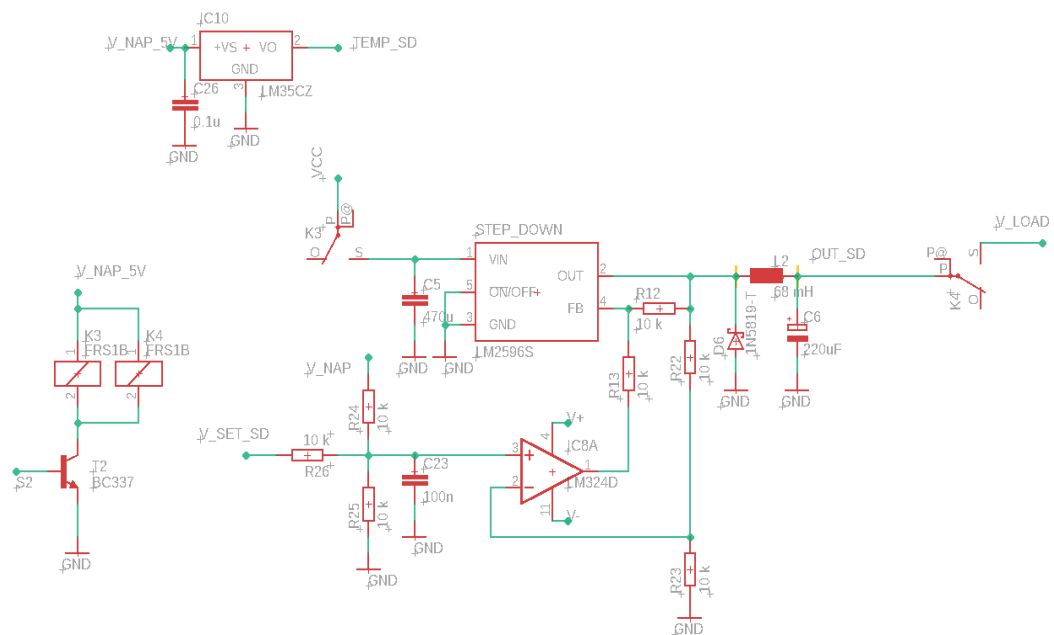 IC10
V_NAP_5V
1
+VS
VO
2
TEMP_SD
GND
3
LM35CZ
C26
0.1u
GND
GND
VCC
P
P@
K3
O
S
STEP_DOWN
1
VIN
OUT
2
5
ON/OFF
FB
4
3
GND
LM2596S
C5
470u
GND
GND
R12
10 k
L2
68 mH
OUT_SD
D6
1N5819-T
GND
C6
220uF
GND
V_LOAD
P@
P
S
O
K4
V_NAP_5V
K3
FRS1B
1
2
K4
FRS1B
1
2
S2
T2
BC337
GND
V_NAP
R24
10 k
V_SET_SD
10 k
R26
R25
10 k
GND
C23
100n
GND
3
2
4
V+
IC8A
1
LM324D
11
V-
R13
10 k
R22
10 k
R23
10 k
GND